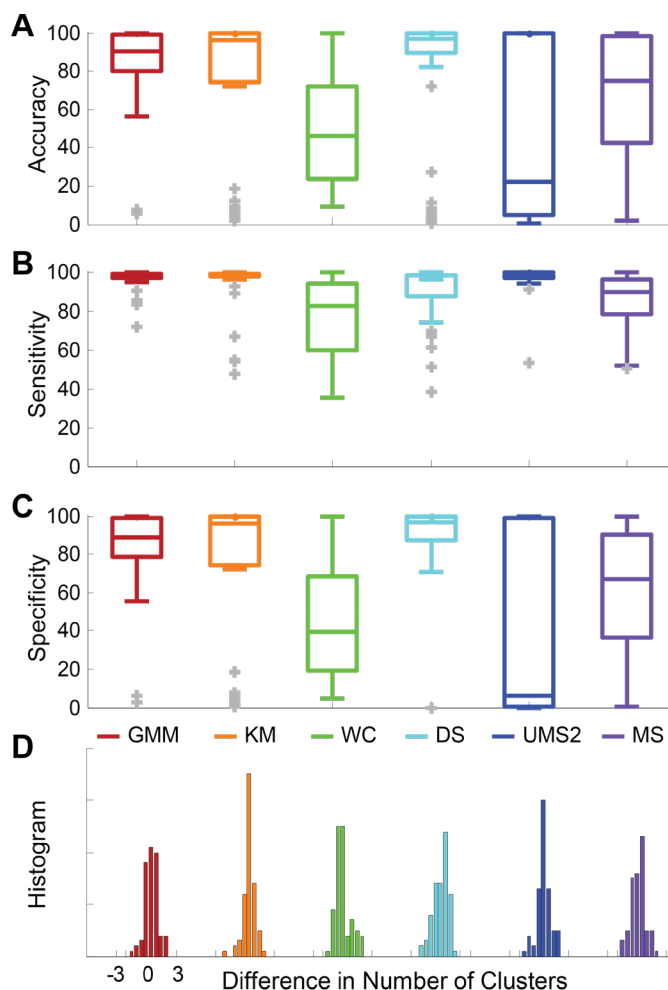 A
100
80
60
40
20
0
Accuracy
B
100
80
60
40
20
0
Sensitivity
C
100
80
60
40
20
0
Specificity
GMM KM WC DS UMS2 MS
D
Histogram
-3 0 3
Difference in Number of Clusters